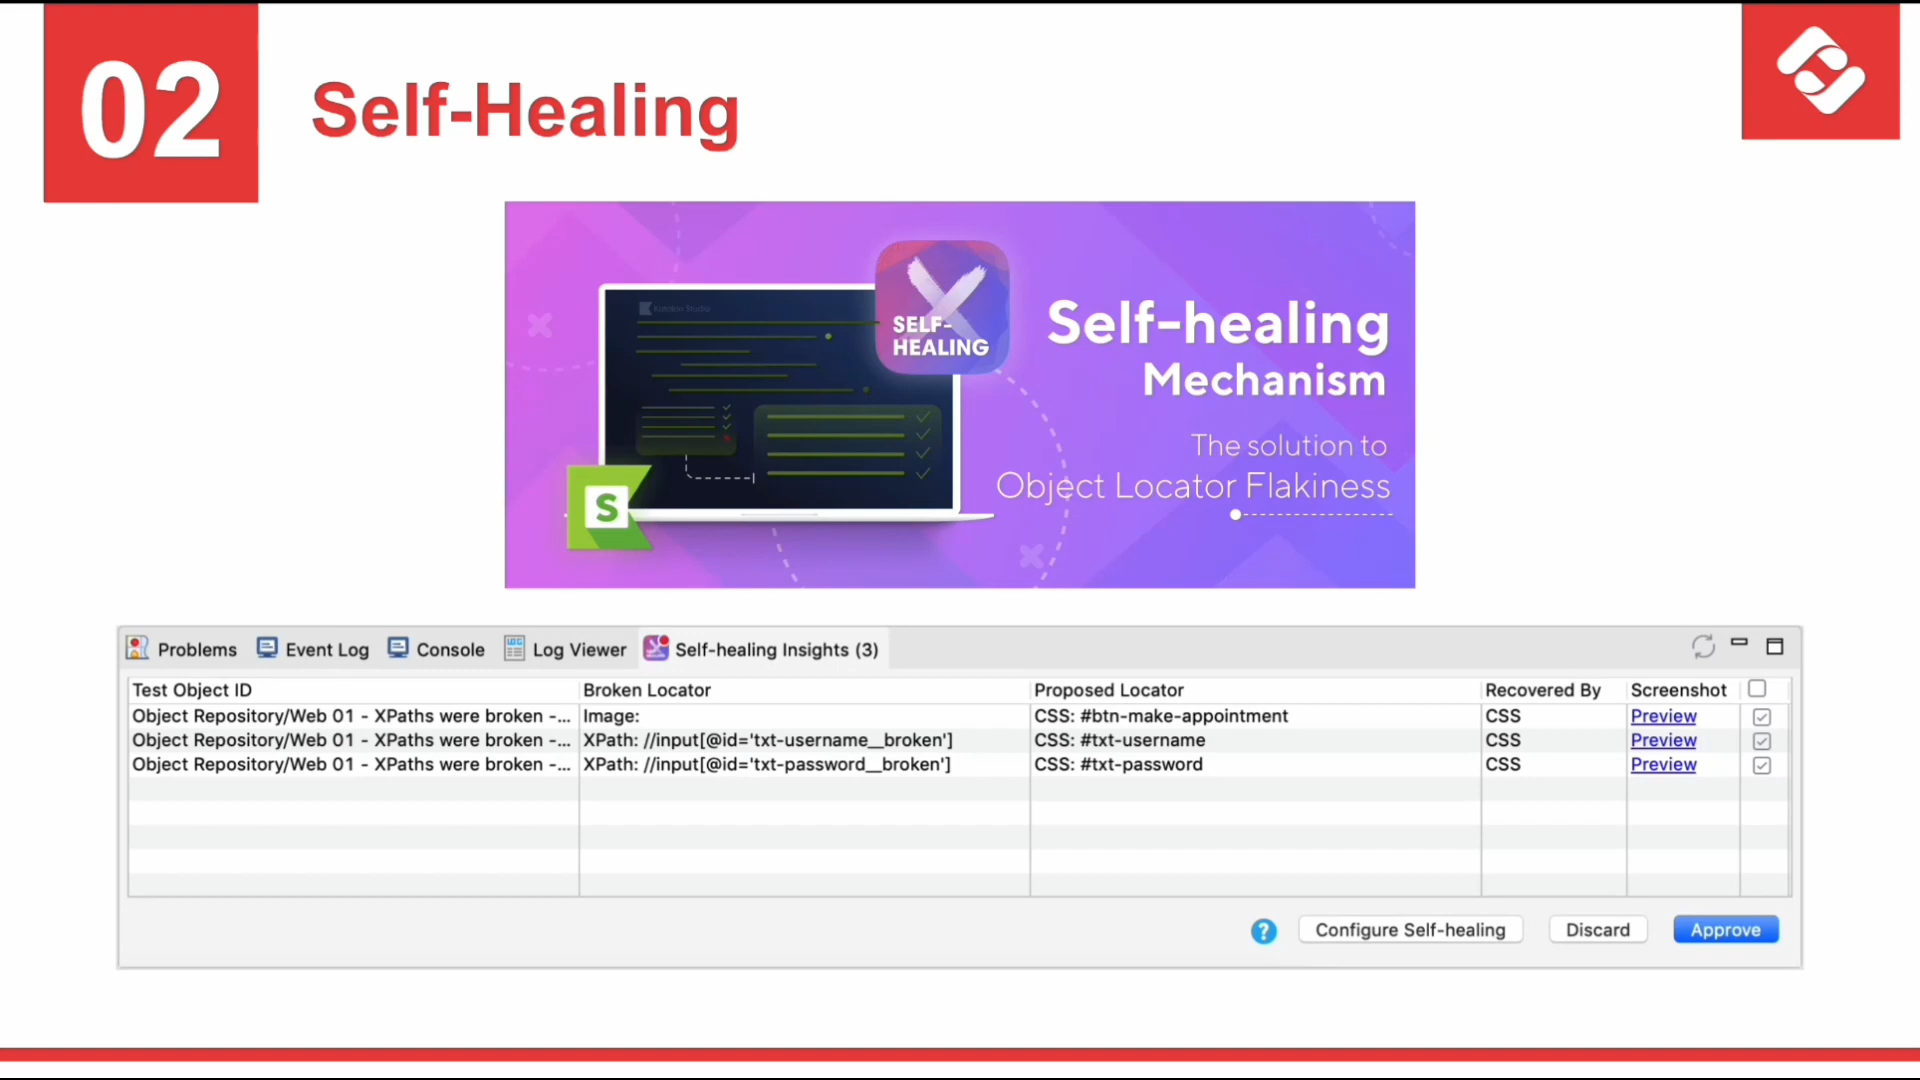 02
Self-Healing
Katalon Studio
SELF-
HEALING
Self-healing
Mechanism
The solution to
Object Locator Flakiness
S
Problems Event Log Console Log Viewer Self-healing Insights (3)
Test Object ID Broken Locator Proposed Locator Recovered By Screenshot
Object Repository/Web 01 - XPaths were broken -... Image: CSS: #btn-make-appointment CSS Preview
Object Repository/Web 01 - XPaths were broken -... XPath: //input[@id='txt-username__broken'] CSS: #txt-username CSS Preview
Object Repository/Web 01 - XPaths were broken -... XPath: //input[@id='txt-password__broken'] CSS: #txt-password CSS Preview
? Configure Self-healing Discard Approve